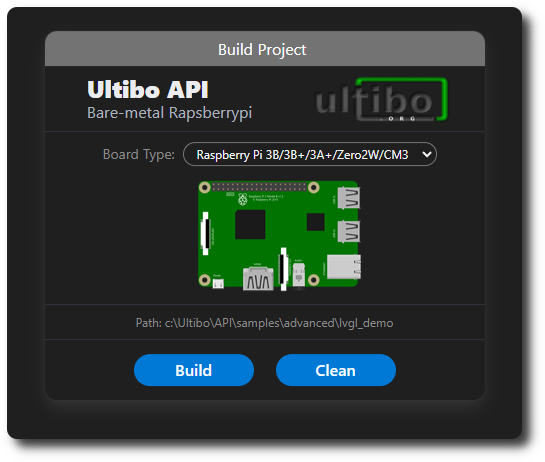 Build Project
Ultibo API
Bare-metal Rapsberrypi
ultibo
.ORG
Board Type: Raspberry Pi 3B/3B+/3A+/Zero2W/CM3
Path: c:\Ultibo\API\samples\advanced\lvgl_demo
Build Clean